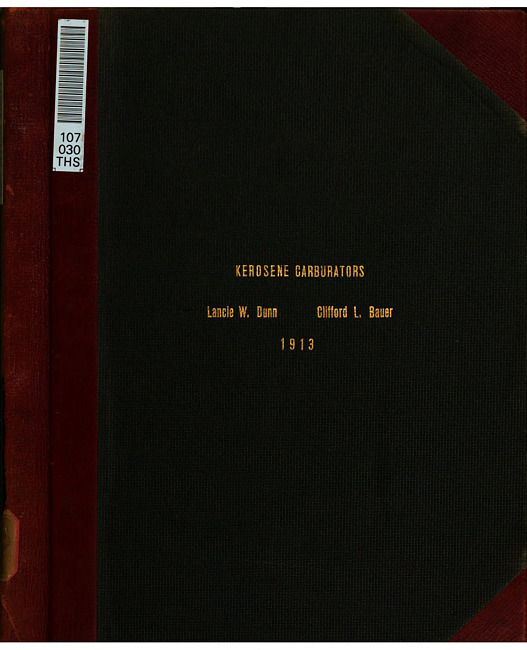 107
030
THS
KEROSENE CARBURATORS
Lancie W. Dunn Clifford L. Bauer
1913